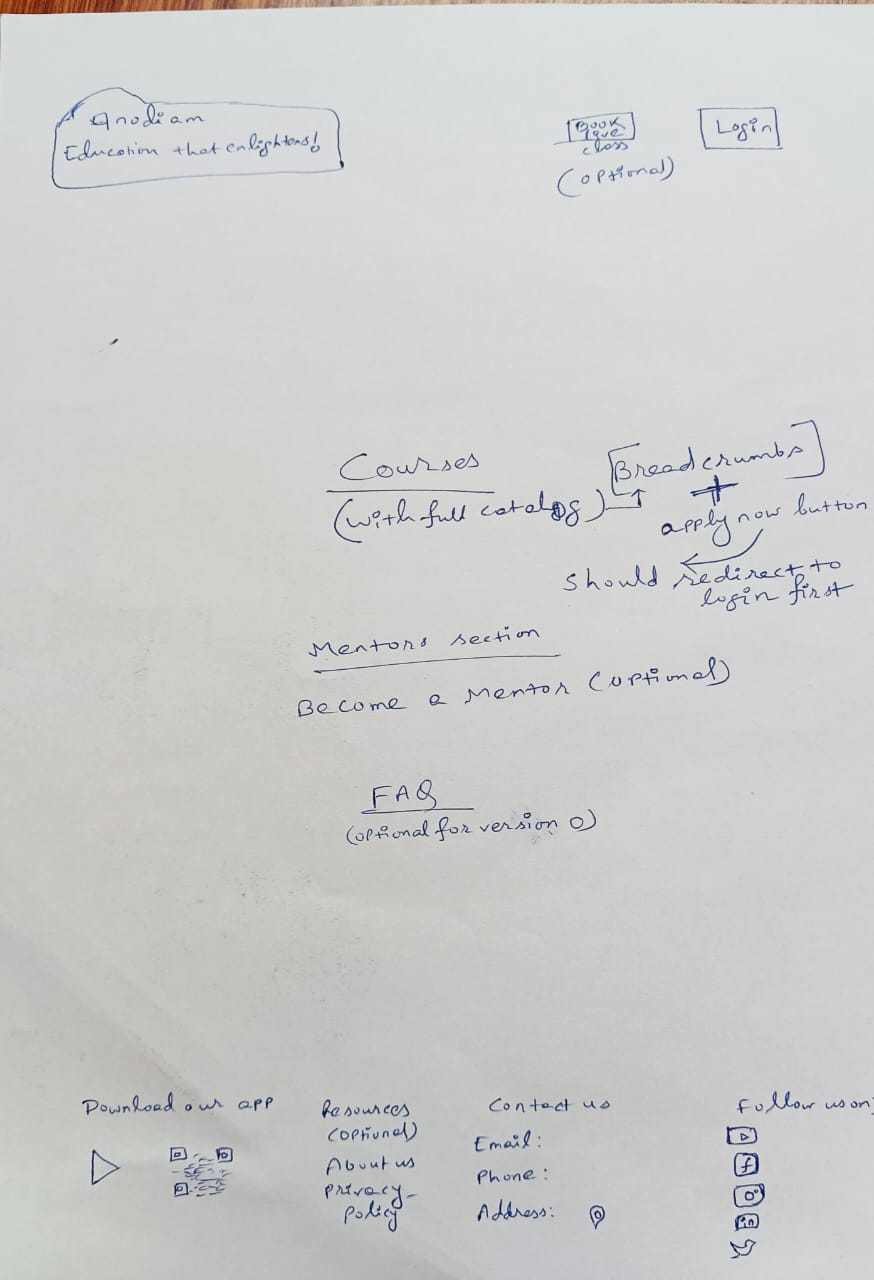 Anodiam
Education that enlightens!
Book
live
class
(optional)
Login
Courses
(with full catalog)
[Breadcrumbs]
+
apply now button
should redirect to
login first
Mentors section
Become a Mentor (optional)
FAQ
(optional for version 0)
Download our app
Resources
(optional)
About us
privacy-
policy
Contact us
Email:
Phone:
Address:
Follow us on
f
in